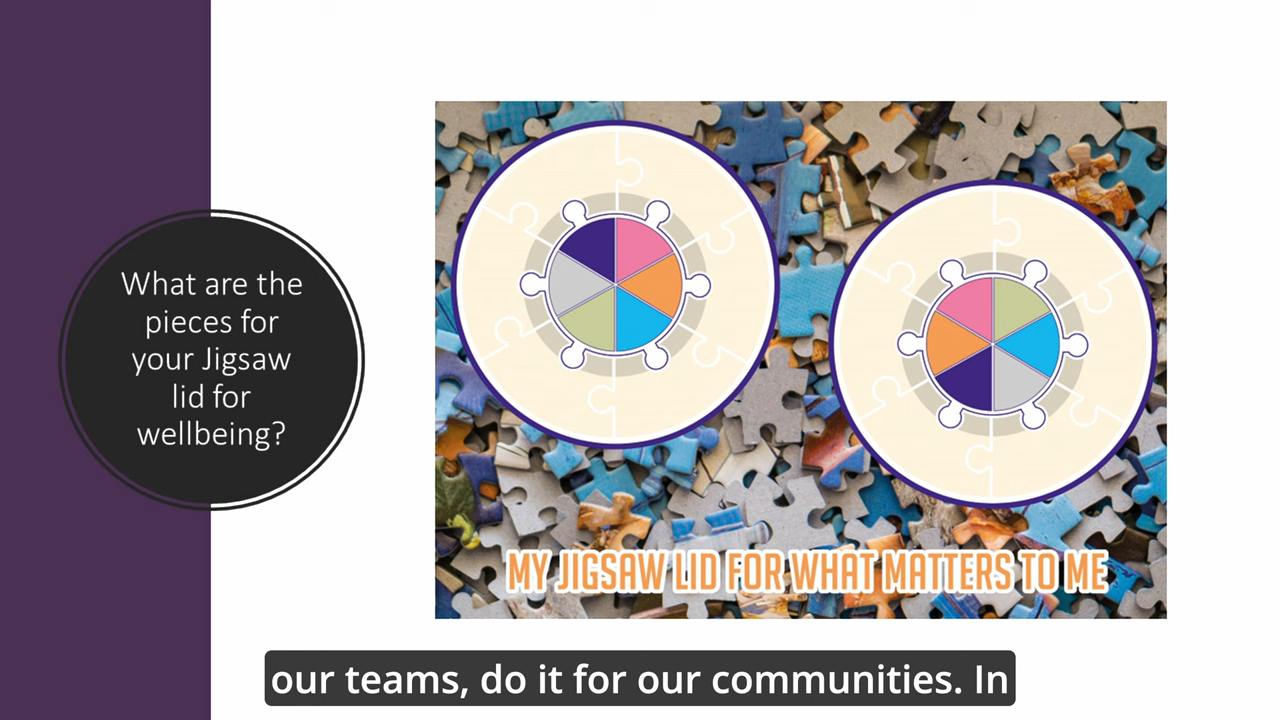 What are the
pieces for
your Jigsaw
lid for
wellbeing?
MY JIGSAW LID FOR WHAT MATTERS TO ME
our teams, do it for our communities. In